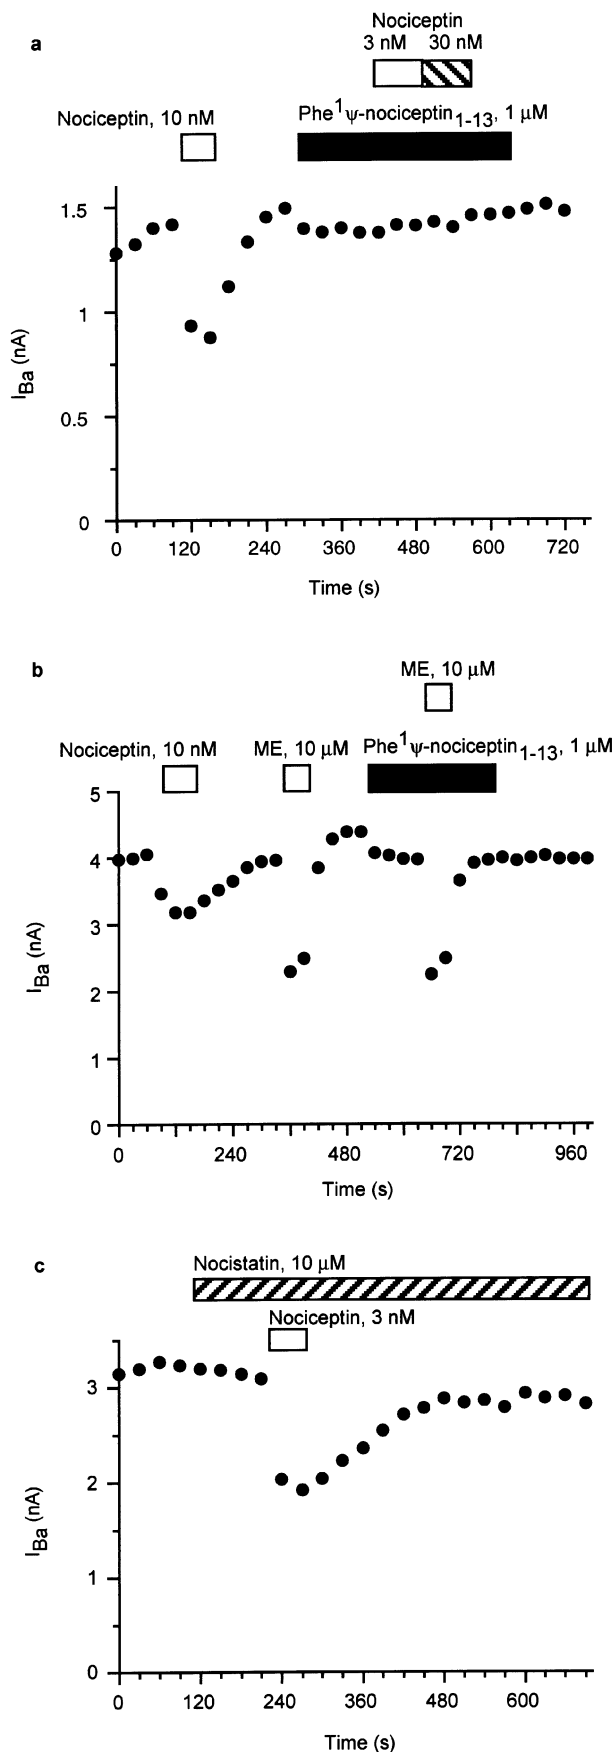 a
Nociceptin
3 nM 30 nM
Nociceptin, 10 nM
Phe1ψ-nociceptin1-13, 1 μM
1.5
1
0.5
0
IBa (nA)
0 120 240 360 480 600 720
Time (s)
b
ME, 10 μM
Nociceptin, 10 nM ME, 10 μM Phe1ψ-nociceptin1-13, 1 μM
5
4
3
2
1
0
IBa (nA)
0 240 480 720 960
Time (s)
c
Nocistatin, 10 μM
Nociceptin, 3 nM
3
2
1
0
IBa (nA)
0 120 240 360 480 600
Time (s)